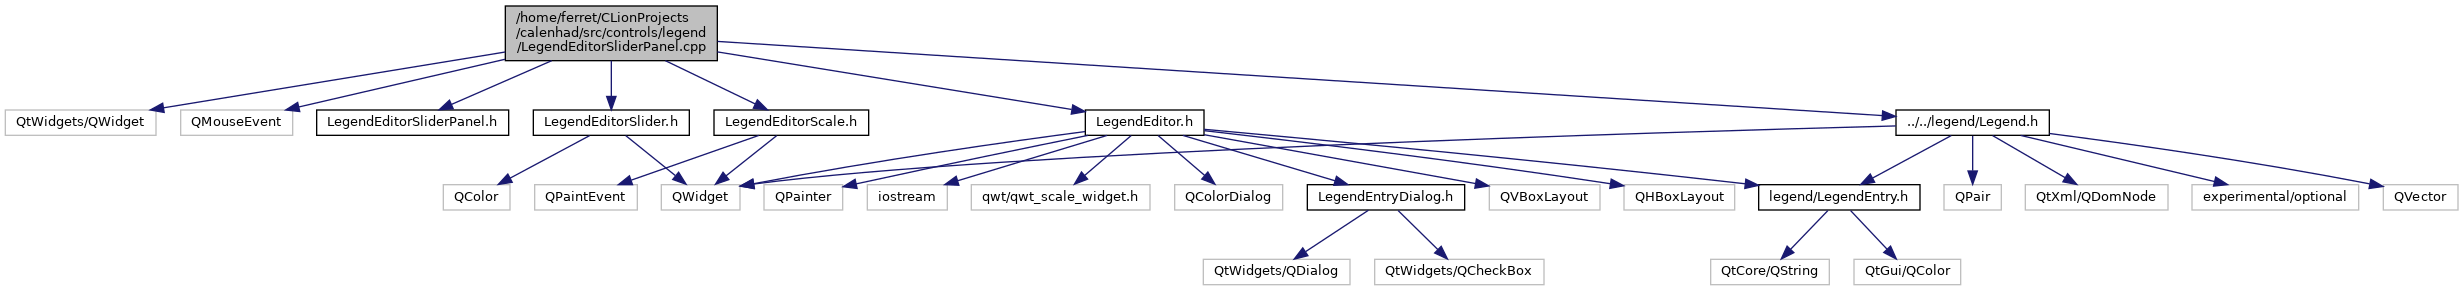 /home/ferret/CLionProjects
/calenhad/src/controls/legend
/LegendEditorSliderPanel.cpp
QtWidgets/QWidget
QMouseEvent
LegendEditorSliderPanel.h
LegendEditorSlider.h
LegendEditorScale.h
LegendEditor.h
../../legend/Legend.h
QColor
QPaintEvent
QWidget
QPainter
iostream
qwt/qwt_scale_widget.h
QColorDialog
LegendEntryDialog.h
QVBoxLayout
QHBoxLayout
legend/LegendEntry.h
QPair
QtXml/QDomNode
experimental/optional
QVector
QtWidgets/QDialog
QtWidgets/QCheckBox
QtCore/QString
QtGui/QColor